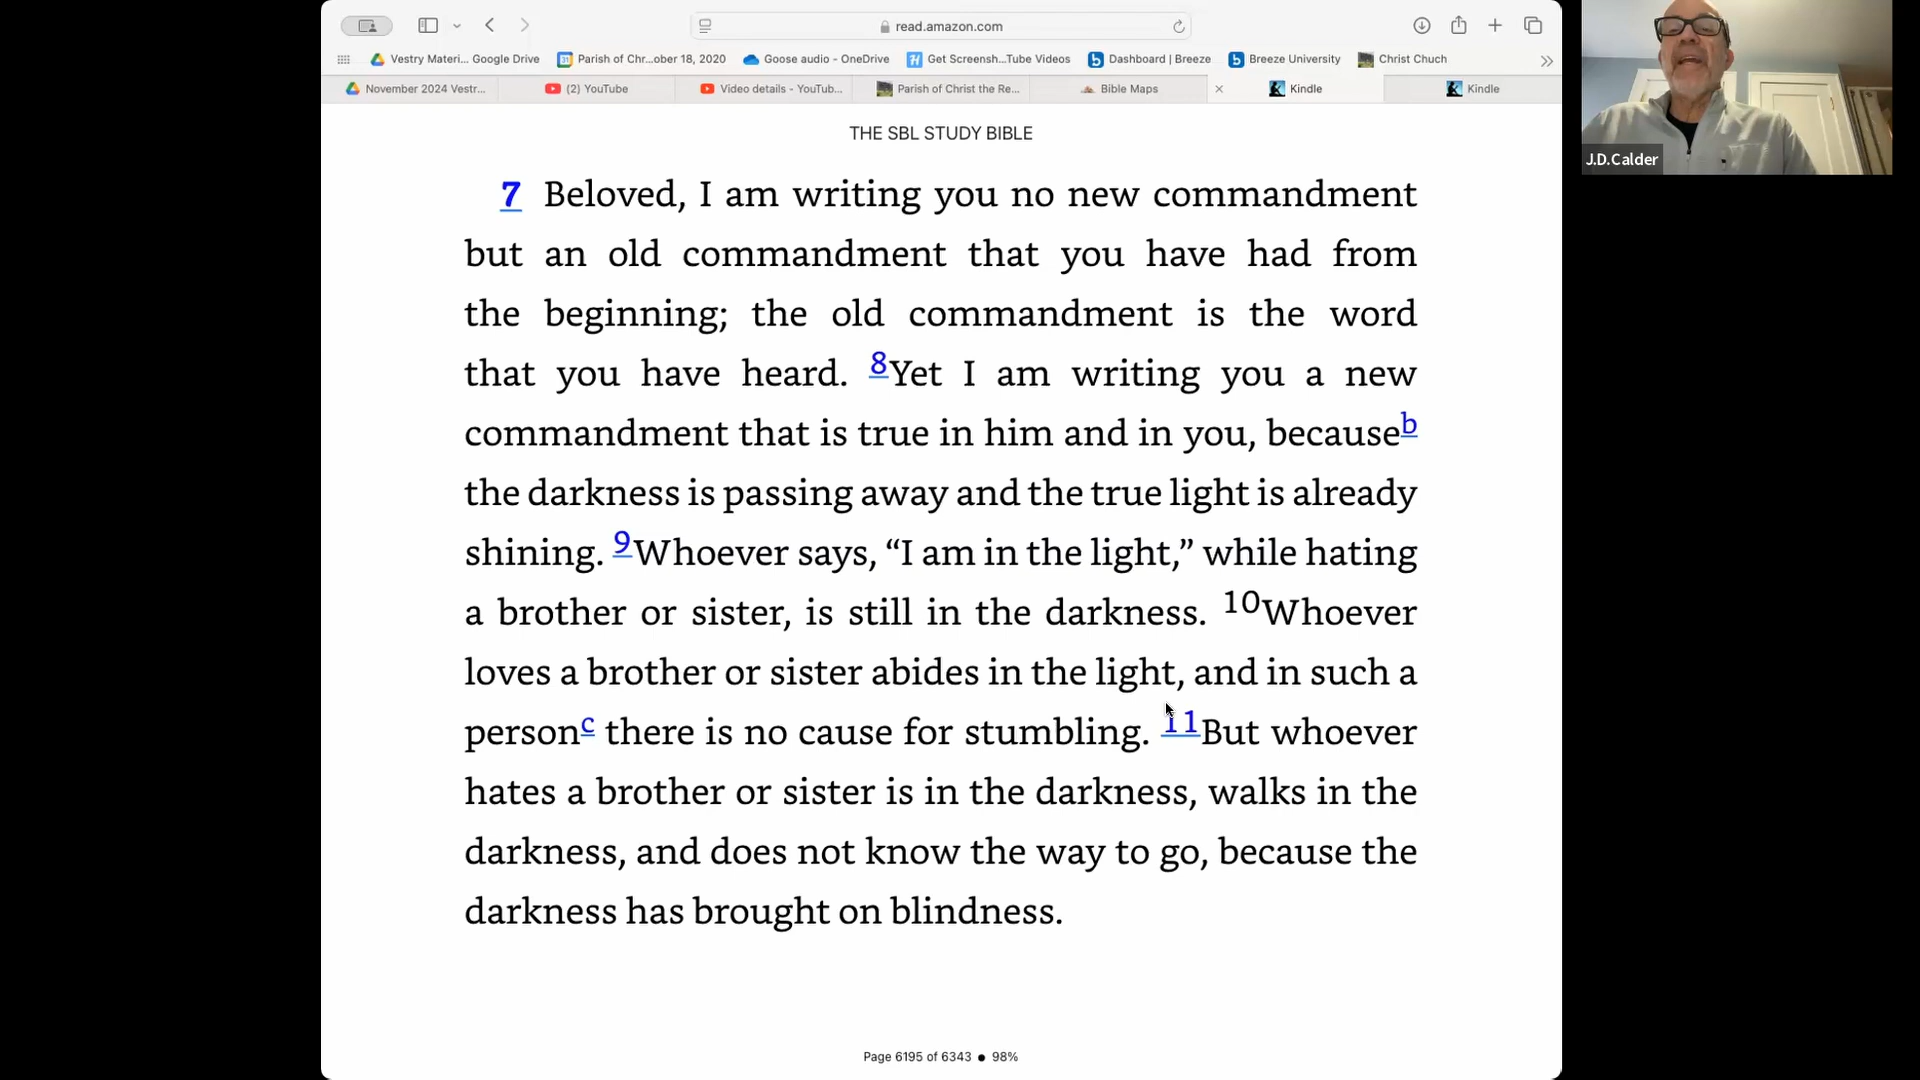 read.amazon.com
Vestry Materi... Google Drive
Parish of Chr...ober 18, 2020
Goose audio - OneDrive
Get Screensh...Tube Videos
Dashboard | Breeze
Breeze University
Christ Chuch
November 2024 Vestr...
(2) YouTube
Video details - YouTub...
Parish of Christ the Re...
Bible Maps
Kindle
Kindle
J.D.Calder
THE SBL STUDY BIBLE
7 Beloved, I am writing you no new commandment
but an old commandment that you have had from
the beginning; the old commandment is the word
that you have heard. 8Yet I am writing you a new
commandment that is true in him and in you, becauseb
the darkness is passing away and the true light is already
shining. 9Whoever says, “I am in the light,” while hating
a brother or sister, is still in the darkness. 10Whoever
loves a brother or sister abides in the light, and in such a
personc there is no cause for stumbling. 11But whoever
hates a brother or sister is in the darkness, walks in the
darkness, and does not know the way to go, because the
darkness has brought on blindness.
Page 6195 of 6343 ● 98%